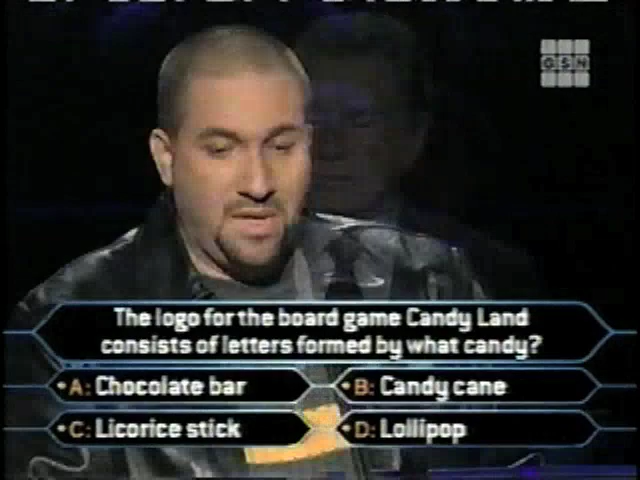 GSN
The logo for the board game Candy Land
consists of letters formed by what candy?
A: Chocolate bar
B: Candy cane
C: Licorice stick
D: Lollipop